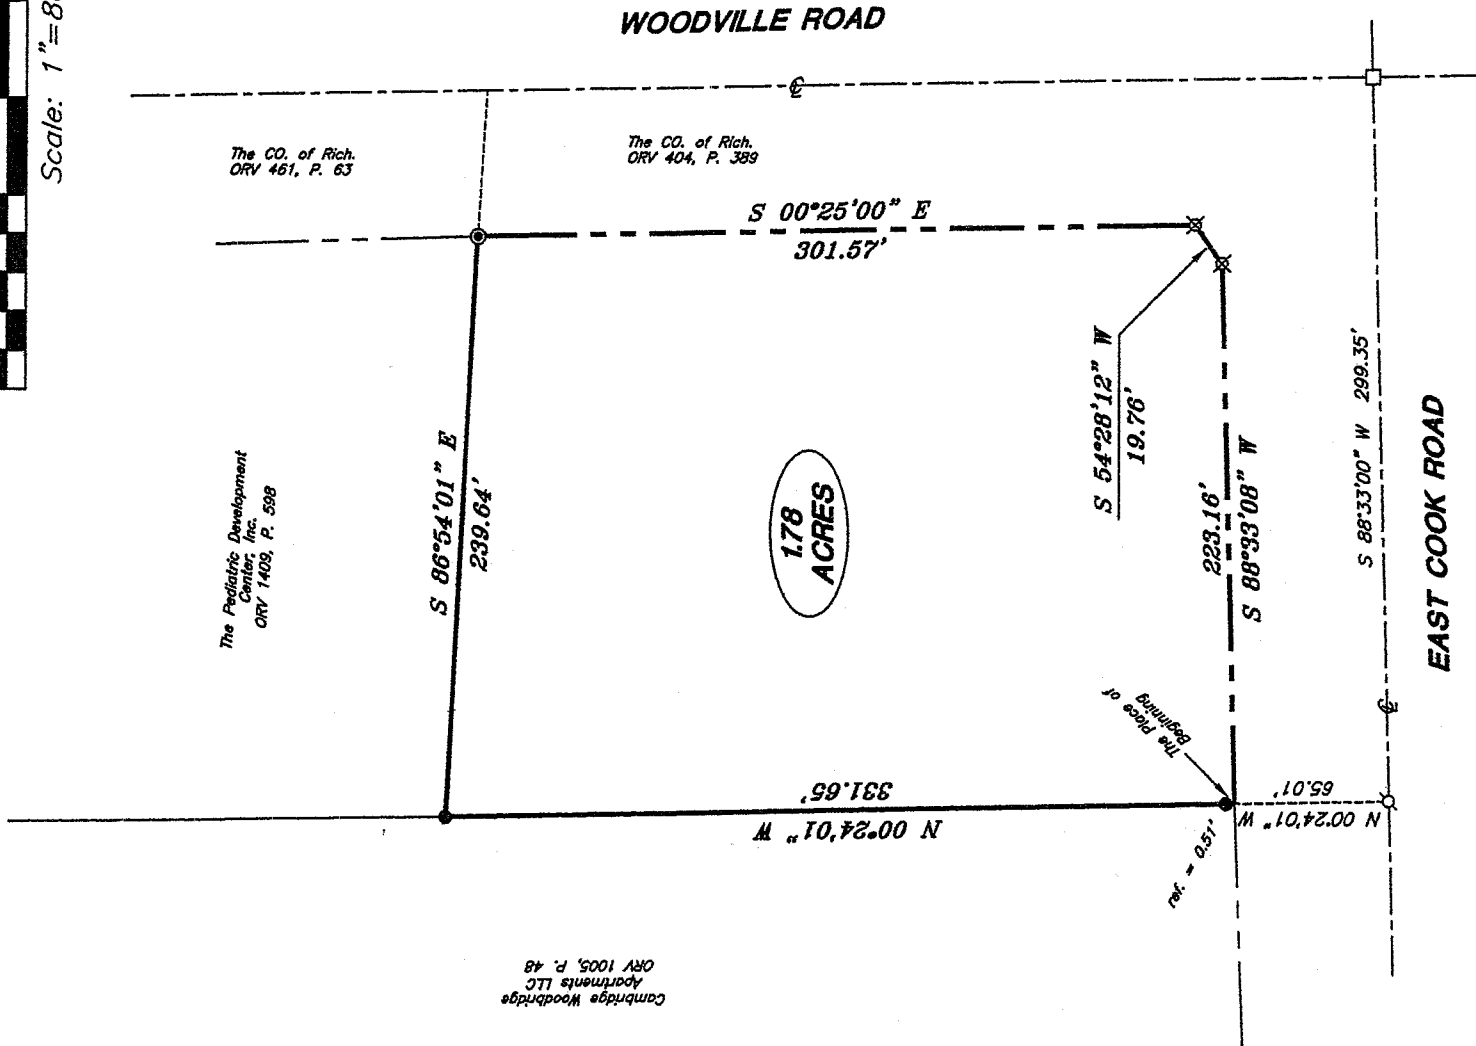 WOODVILLE ROAD
Scale: 1"=8
The CO. of Rich.
ORV 461, P. 63
The CO. of Rich.
ORV 404, P. 389
S 00°25'00" E
301.57'
S 54°28'12" W
19.76'
S 86°54'01" E
239.64'
The Pediatric Development
Center, Inc.
ORV 1409, P. 598
1.78
ACRES
223.16'
S 88°33'08" W
S 88°33'00" W 299.35'
EAST COOK ROAD
The Place of
Beginning
331.65'
N 00°24'01" W
65.01'
N 00°24'01" W
ref. = 0.51'
Cambridge Woodbridge
Apartments LLC
ORV 1005, P. 48